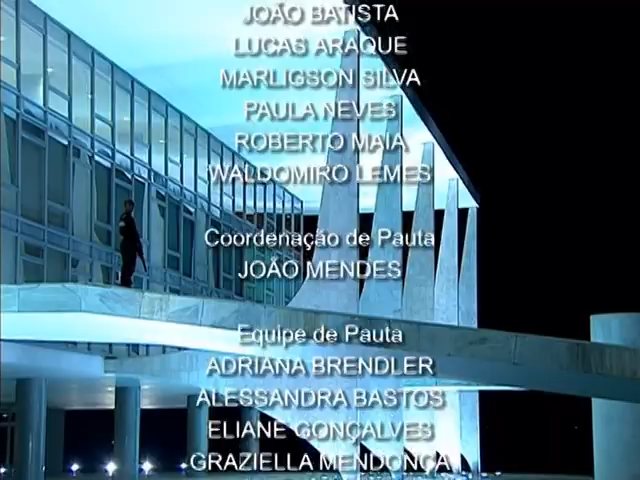 JOÃO BATISTA
LUCAS ARAQUE
MARLIGSON SILVA
PAULA NEVES
ROBERTO MAIA
WALDOMIRO LEMES
Coordenação de Pauta
JOÃO MENDES
Equipe de Pauta
ADRIANA BRENDLER
ALESSANDRA BASTOS
ELIANE GONÇALVES
GRAZIELLA MENDONÇA